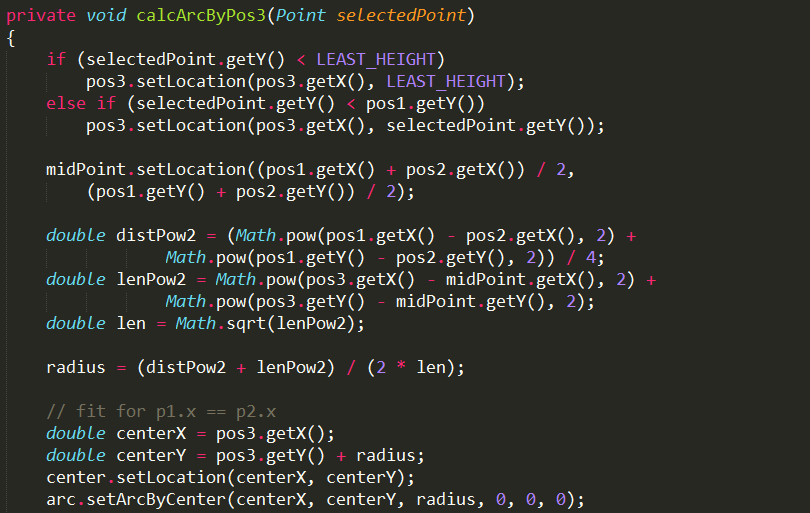 private void calcArcByPos3(Point selectedPoint)
{
    if (selectedPoint.getY() < LEAST_HEIGHT)
        pos3.setLocation(pos3.getX(), LEAST_HEIGHT);
    else if (selectedPoint.getY() < pos1.getY())
        pos3.setLocation(pos3.getX(), selectedPoint.getY());

    midPoint.setLocation((pos1.getX() + pos2.getX()) / 2,
        (pos1.getY() + pos2.getY()) / 2);

    double distPow2 = (Math.pow(pos1.getX() - pos2.getX(), 2) +
                Math.pow(pos1.getY() - pos2.getY(), 2)) / 4;
    double lenPow2 = Math.pow(pos3.getX() - midPoint.getX(), 2) +
                Math.pow(pos3.getY() - midPoint.getY(), 2);
    double len = Math.sqrt(lenPow2);

    radius = (distPow2 + lenPow2) / (2 * len);

    // fit for p1.x == p2.x
    double centerX = pos3.getX();
    double centerY = pos3.getY() + radius;
    center.setLocation(centerX, centerY);
    arc.setArcByCenter(centerX, centerY, radius, 0, 0, 0);